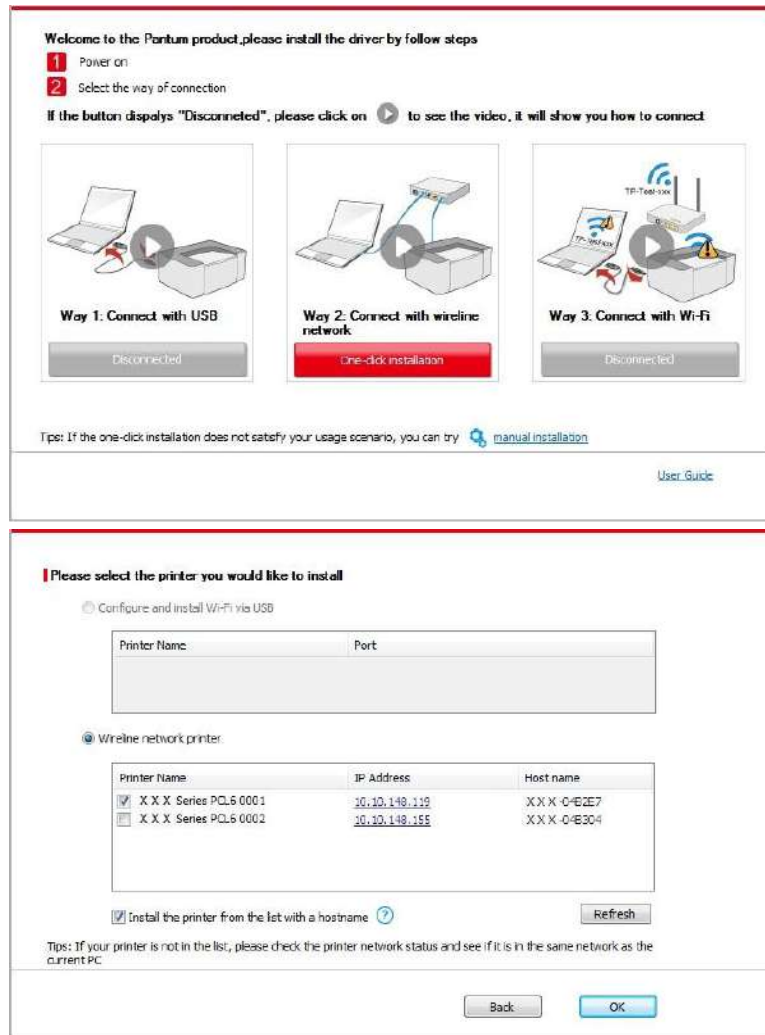 Welcome to the Pantum product,please install the driver by follow steps
1 Power on
2 Select the way of connection
If the button dispalys "Disconneted", please click on to see the video, it will show you how to connect
TP-Test-xxx
TP-Test-xxx
Way 1: Connect with USB
Way 2: Connect with wireline network
Way 3: Connect with Wi-Fi
Disconnected
One-click installation
Disconnected
Tips: If the one-click installation does not satisfy your usage scenario, you can try manual installation
User Guide
Please select the printer you would like to install
Configure and install Wi-Fi via USB
Printer Name Port
Wireline network printer
Printer Name IP Address Host name
X X X Series PCL6 0001 10.10.148.119 X X X -04B2E7
X X X Series PCL6 0002 10.10.148.155 X X X -04B304
Install the printer from the list with a hostname ?
Refresh
Tips: If your printer is not in the list, please check the printer network status and see if it is in the same network as the
current PC
Back OK